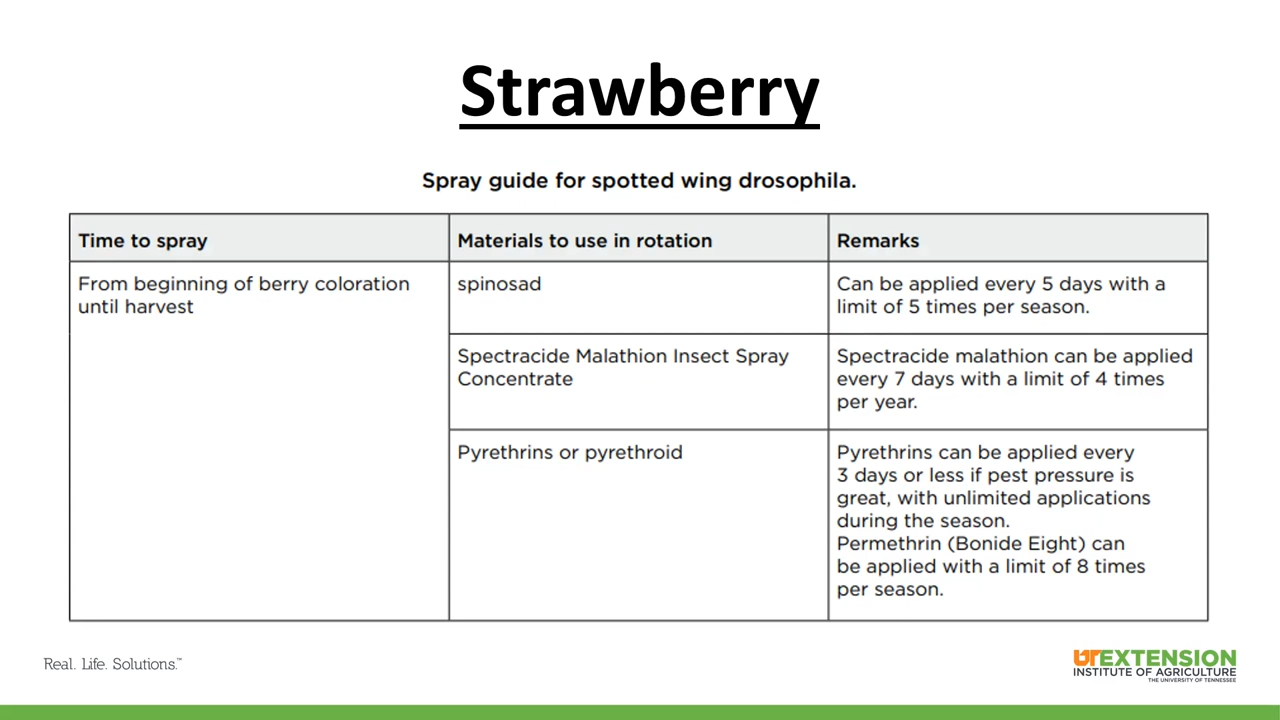 Strawberry
Spray guide for spotted wing drosophila.
Time to spray
Materials to use in rotation
Remarks
From beginning of berry coloration
until harvest
spinosad
Can be applied every 5 days with a
limit of 5 times per season.
Spectracide Malathion Insect Spray
Concentrate
Spectracide malathion can be applied
every 7 days with a limit of 4 times
per year.
Pyrethrins or pyrethroid
Pyrethrins can be applied every
3 days or less if pest pressure is
great, with unlimited applications
during the season.
Permethrin (Bonide Eight) can
be applied with a limit of 8 times
per season.
Real. Life. Solutions.™
UT EXTENSION
INSTITUTE OF AGRICULTURE
THE UNIVERSITY OF TENNESSEE